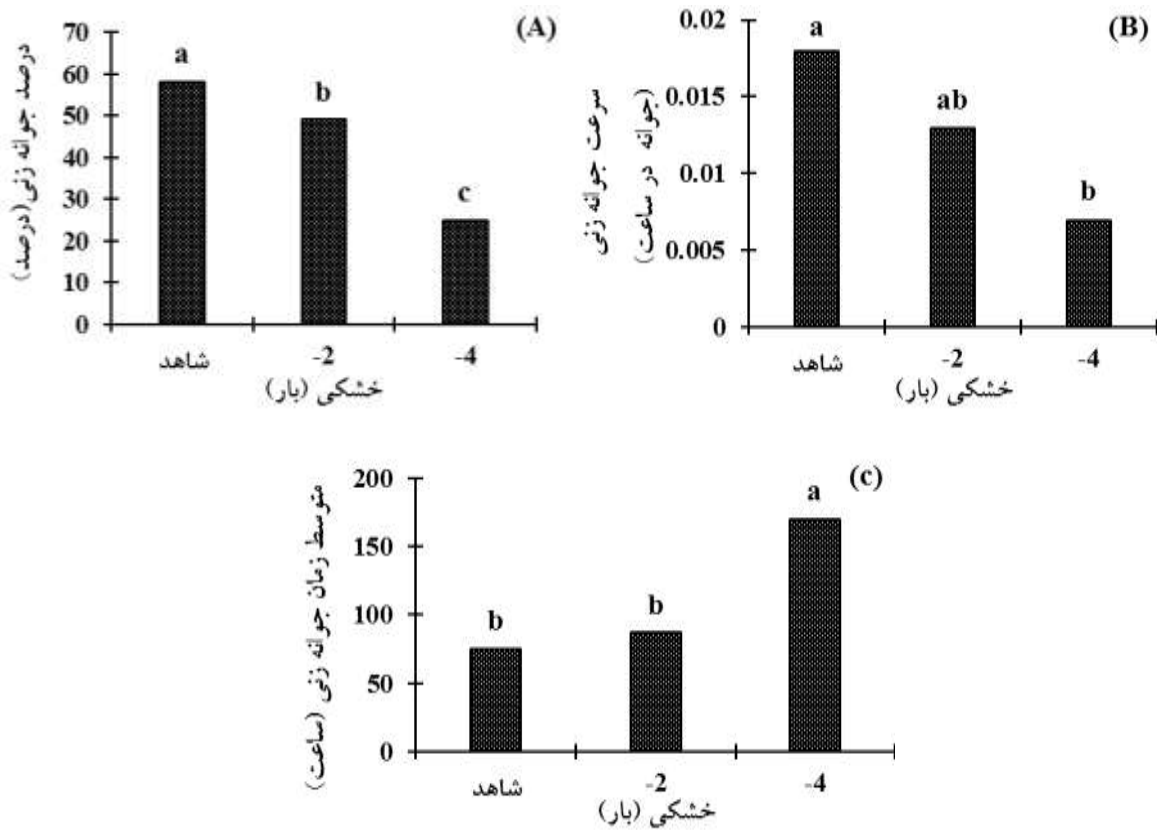 (A)
درصد جوانه زنی(درصد)
70
60
50
40
30
20
10
0
a
b
c
شاهد
-2
-4
خشکی (بار)
(B)
سرعت جوانه زنی
(جوانه در ساعت)
0.02
0.015
0.01
0.005
0
a
ab
b
شاهد
-2
-4
خشکی (بار)
(c)
متوسط زمان جوانه زنی (ساعت)
200
150
100
50
0
b
b
a
شاهد
-2
-4
خشکی (بار)